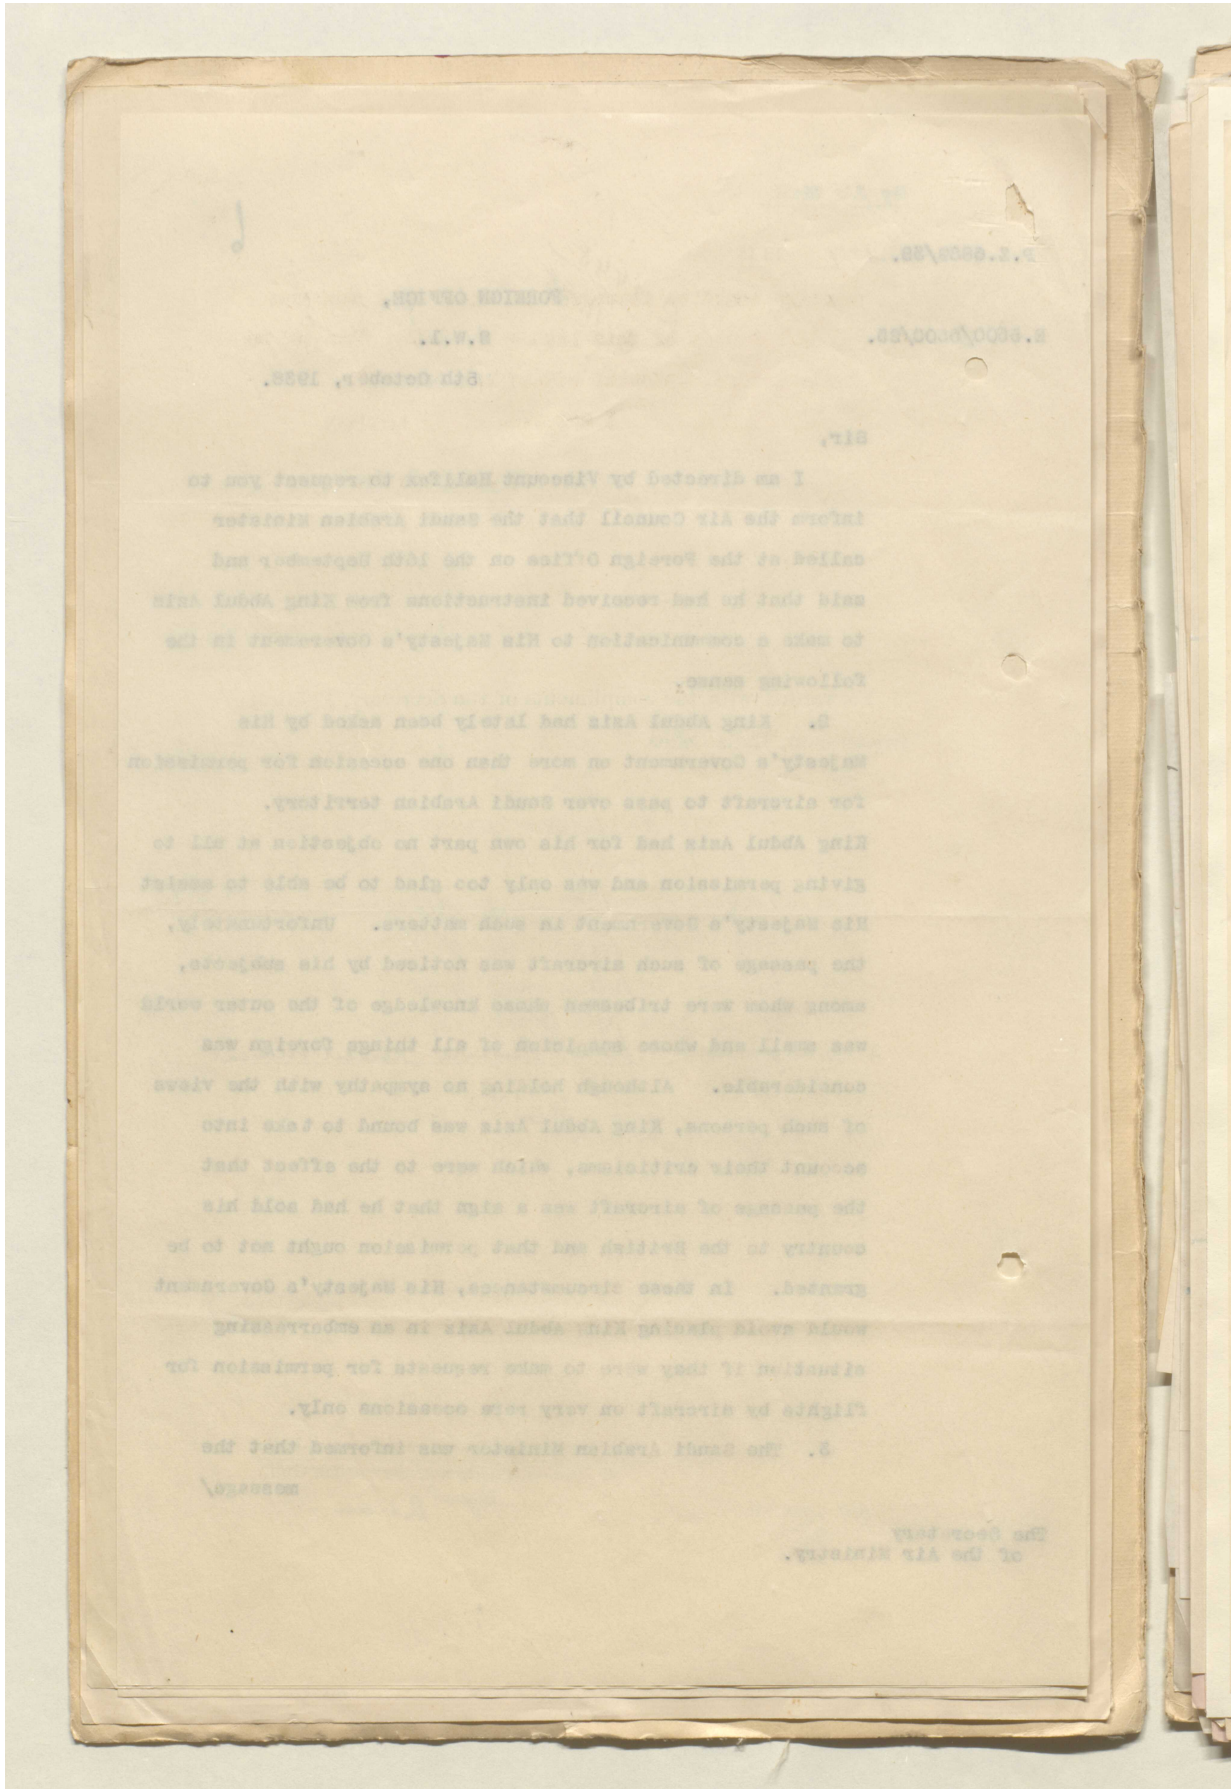 6
P.Z.6859/38.
FOREIGN OFFICE,
S.W.1.
5th October, 1938.
Sir,
I am directed by Viscount Halifax to request you to
inform the Air Council that the Saudi Arabian Minister
called at the Foreign Office on the 16th September and
said that he had received instructions from King Abdul Aziz
to make a communication to His Majesty's Government in the
following sense.
2. King Abdul Aziz had lately been asked by His
Majesty's Government on more than one occasion for permission
for aircraft to pass over Saudi Arabian territory.
King Abdul Aziz had for his own part no objection at all to
giving permission and was only too glad to be able to assist
His Majesty's Government in such matters. Unfortunately,
the passage of such aircraft was noticed by his subjects,
among whom were tribesmen whose knowledge of the outer world
was small and whose suspicion of all things foreign was
considerable. Although holding no sympathy with the views
of such persons, King Abdul Aziz was bound to take into
account their criticisms, which were to the effect that
the passage of aircraft was a sign that he had sold his
country to the British and that permission ought not to be
granted. In these circumstances, His Majesty's Government
would avoid placing King Abdul Aziz in an embarrassing
situation if they were to make requests for permission for
flights by aircraft on very rare occasions only.
3. The Saudi Arabian Minister was informed that the
message/
The Secretary
of the Air Ministry.